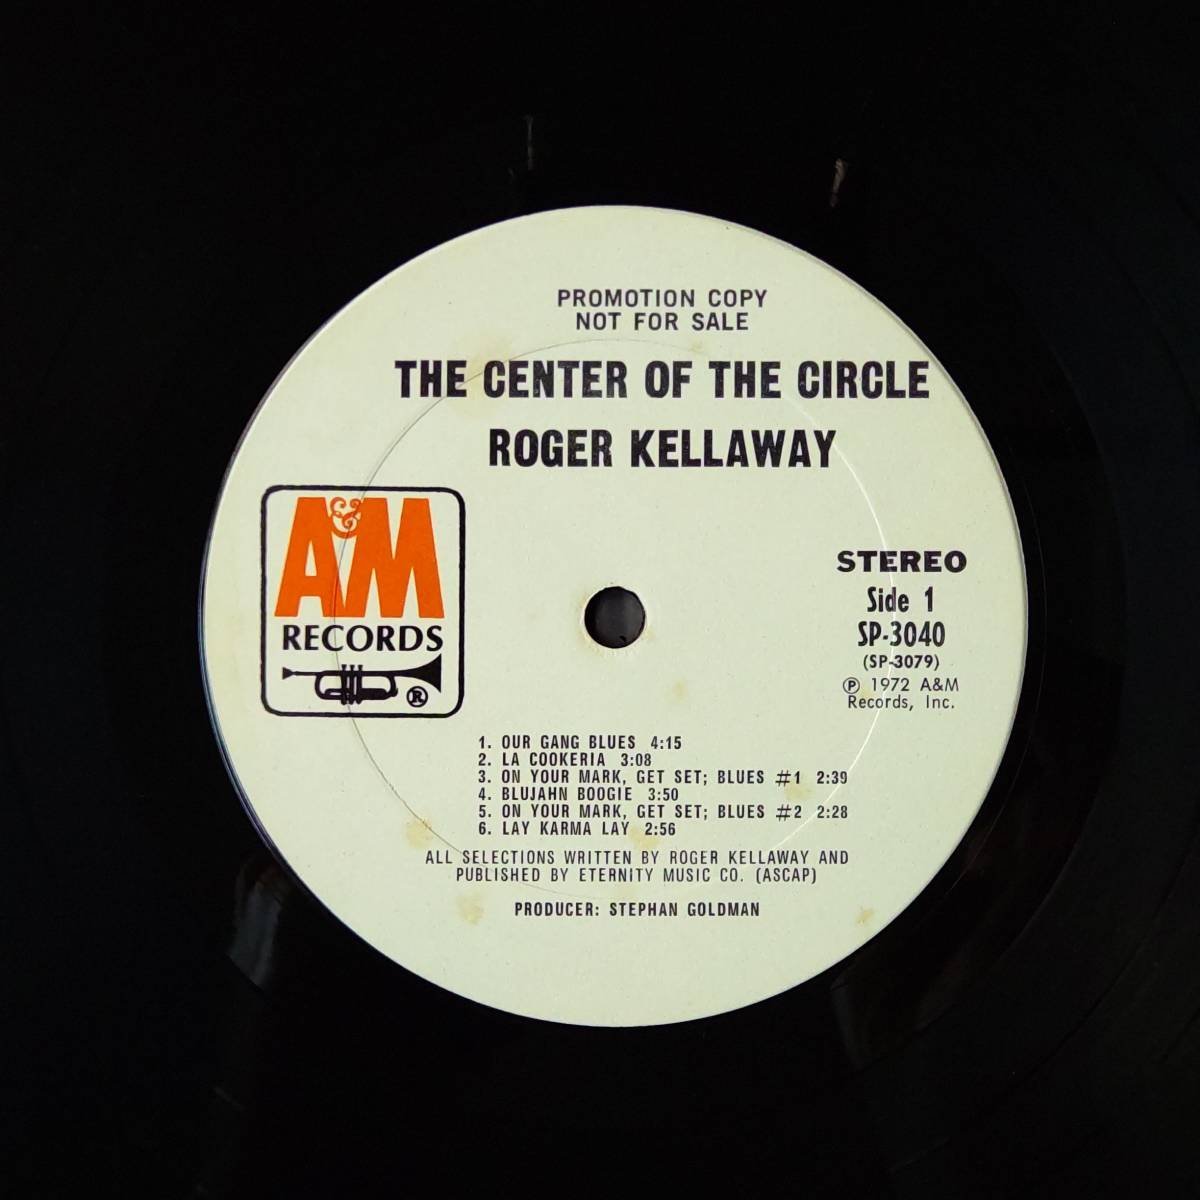 PROMOTION COPY
NOT FOR SALE
THE CENTER OF THE CIRCLE
ROGER KELLAWAY
A&M
RECORDS
®
STEREO
Side 1
SP-3040
(SP-3079)
℗ 1972 A&M
Records, Inc.
1. OUR GANG BLUES 4:15
2. LA COOKERIA 3:08
3. ON YOUR MARK, GET SET; BLUES #1 2:39
4. BLUJAHN BOOGIE 3:50
5. ON YOUR MARK, GET SET; BLUES #2 2:28
6. LAY KARMA LAY 2:56
ALL SELECTIONS WRITTEN BY ROGER KELLAWAY AND
PUBLISHED BY ETERNITY MUSIC CO. (ASCAP)
PRODUCER: STEPHAN GOLDMAN